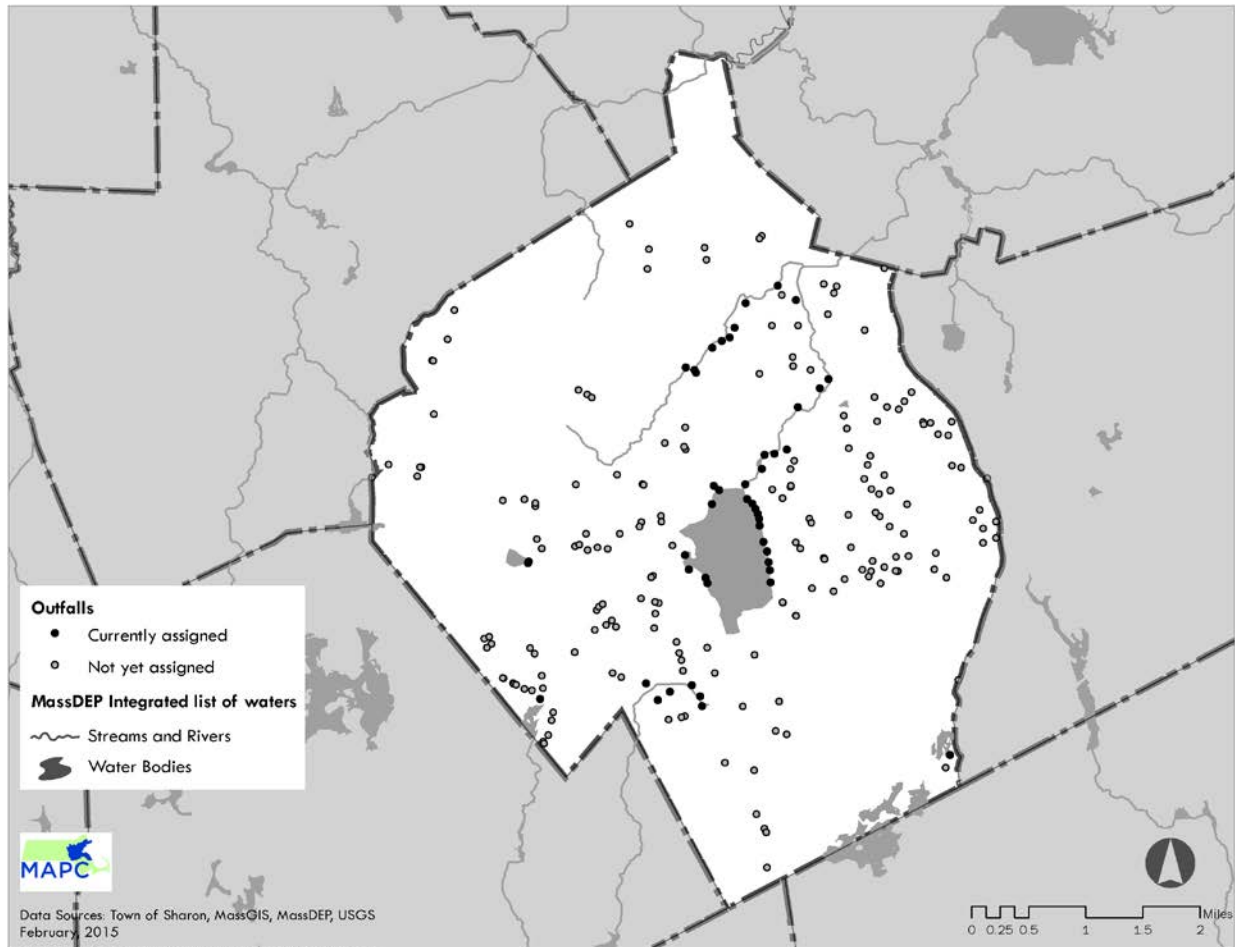 Outfalls
Currently assigned
Not yet assigned
MassDEP Integrated list of waters
Streams and Rivers
Water Bodies
MAPC
Data Sources: Town of Sharon, MassGIS, MassDEP, USGS
February, 2015
Miles
0 0.25 0.5 1 1.5 2